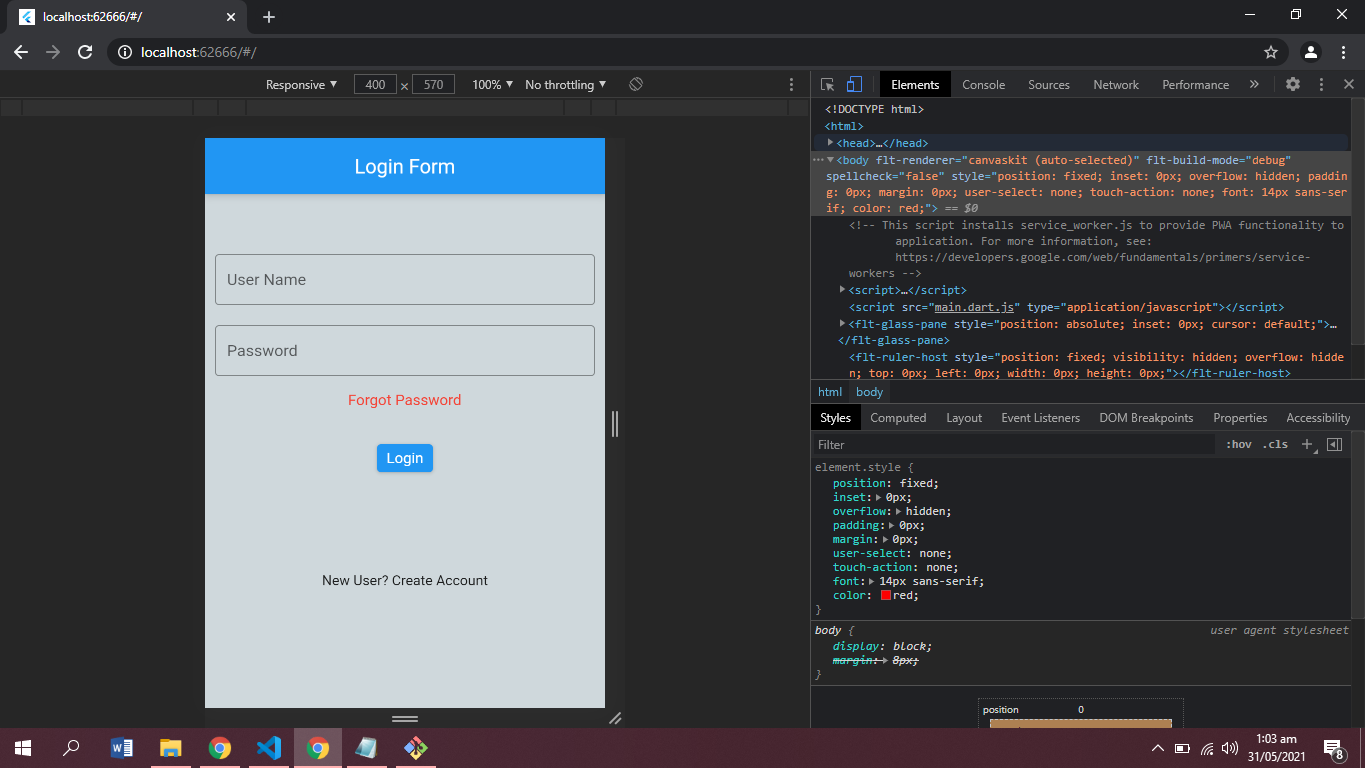 localhost:62666/#/
localhost:62666/#/
Responsive 400 × 570 100% No throttling
Login Form
User Name
Password
Forgot Password
Login
New User? Create Account
Elements Console Sources Network Performance »
<!DOCTYPE html>
<html>
<head>…</head>
<body flt-renderer="canvaskit (auto-selected)" flt-build-mode="debug"
spellcheck="false" style="position: fixed; inset: 0px; overflow: hidden; paddin
g: 0px; margin: 0px; user-select: none; touch-action: none; font: 14px sans-ser
if; color: red;"> == $0
<!-- This script installs service_worker.js to provide PWA functionality to
application. For more information, see:
https://developers.google.com/web/fundamentals/primers/service-
workers -->
<script>…</script>
<script src="main.dart.js" type="application/javascript"></script>
<flt-glass-pane style="position: absolute; inset: 0px; cursor: default;">…
</flt-glass-pane>
<flt-ruler-host style="position: fixed; visibility: hidden; overflow: hidde
n; top: 0px; left: 0px; width: 0px; height: 0px;"></flt-ruler-host>
html body
Styles Computed Layout Event Listeners DOM Breakpoints Properties Accessibility
Filter :hov .cls +
element.style {
position: fixed;
inset: 0px;
overflow: hidden;
padding: 0px;
margin: 0px;
user-select: none;
touch-action: none;
font: 14px sans-serif;
color: red;
}
body { user agent stylesheet
display: block;
margin: 8px;
}
position 0
1:03 am
31/05/2021
8